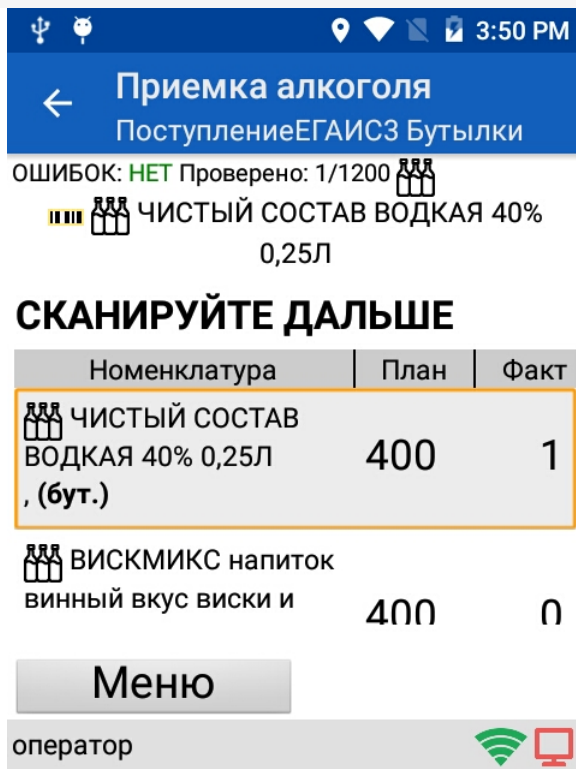 3:50 PM
Приемка алкоголя
ПоступлениеЕГАИС3 Бутылки
ОШИБОК: НЕТ Проверено: 1/1200
ЧИСТЫЙ СОСТАВ ВОДКАЯ 40%
0,25Л
СКАНИРУЙТЕ ДАЛЬШЕ
Номенклатура План Факт
ЧИСТЫЙ СОСТАВ
ВОДКАЯ 40% 0,25Л 400 1
, (бут.)
ВИСКМИКС напиток
винный вкус виски и 400 0
Меню
оператор